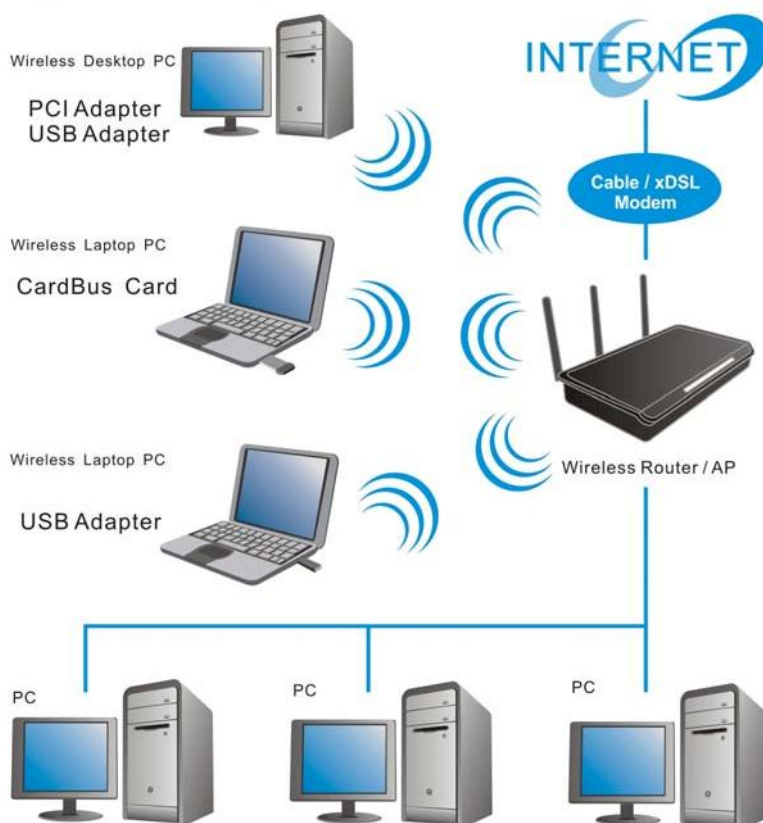 Wireless Desktop PC
PCI Adapter
USB Adapter
INTERNET
Cable / xDSL
Modem
Wireless Laptop PC
CardBus Card
Wireless Laptop PC
USB Adapter
Wireless Router / AP
PC
PC
PC